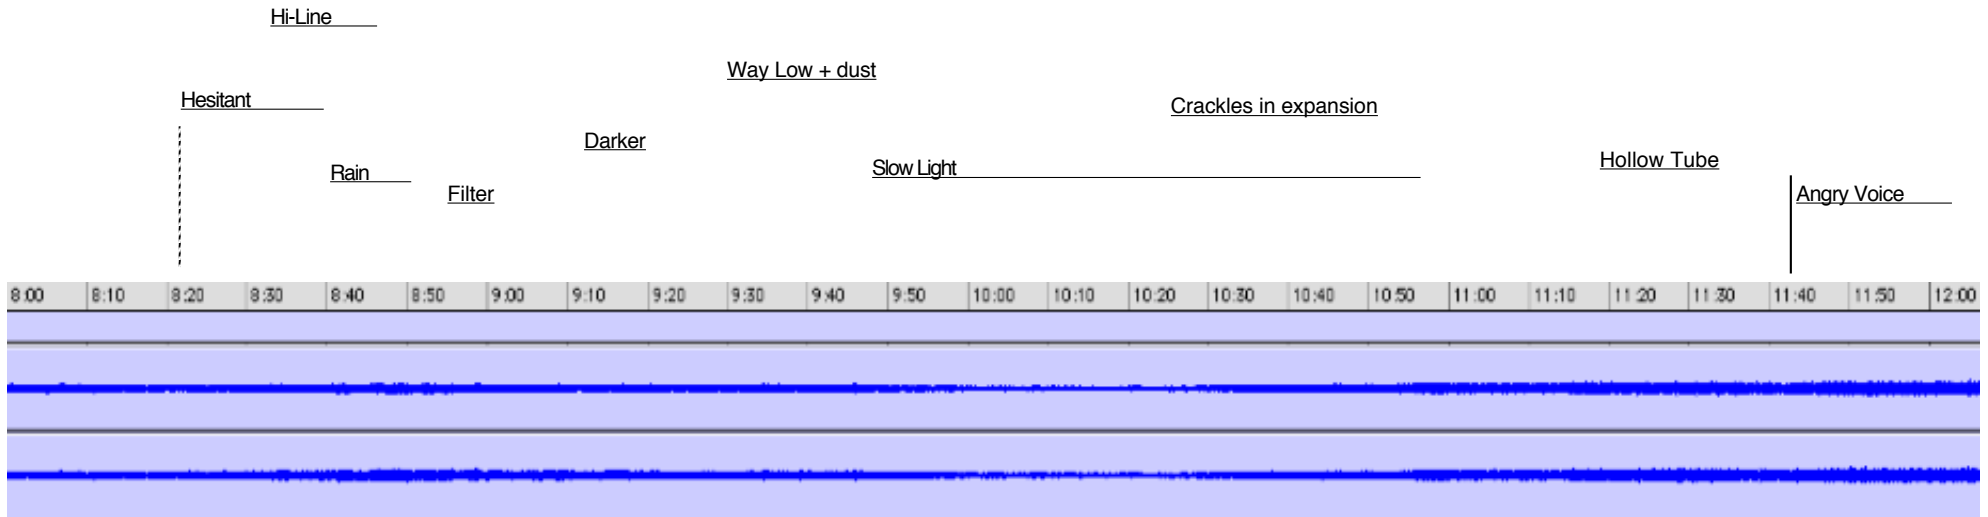 Hi-Line
Way Low + dust
Hesitant
Crackles in expansion
Darker
Hollow Tube
Slow Light
Rain
Filter
Angry Voice
8:00 8:10 8:20 8:30 8:40 8:50 9:00 9:10 9:20 9:30 9:40 9:50 10:00 10:10 10:20 10:30 10:40 10:50 11:00 11:10 11:20 11:30 11:40 11:50 12:00